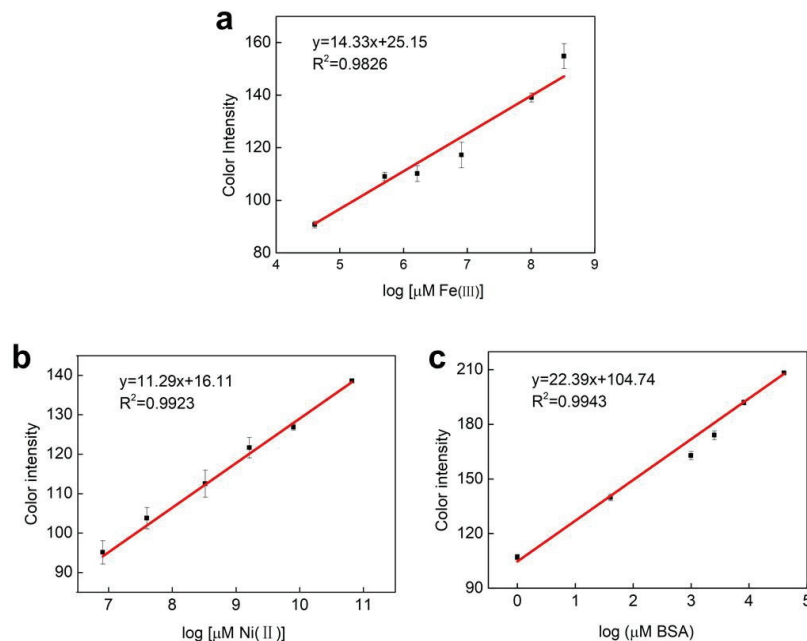 a
y=14.33x+25.15
R²=0.9826
160
140
120
100
80
Color Intensity
4 5 6 7 8 9
log [μM Fe(III)]
b
y=11.29x+16.11
R²=0.9923
140
130
120
110
100
90
Color intensity
7 8 9 10 11
log [μM Ni(Ⅱ)]
c
y=22.39x+104.74
R²=0.9943
210
180
150
120
90
Color intensity
0 1 2 3 4 5
log (μM BSA)